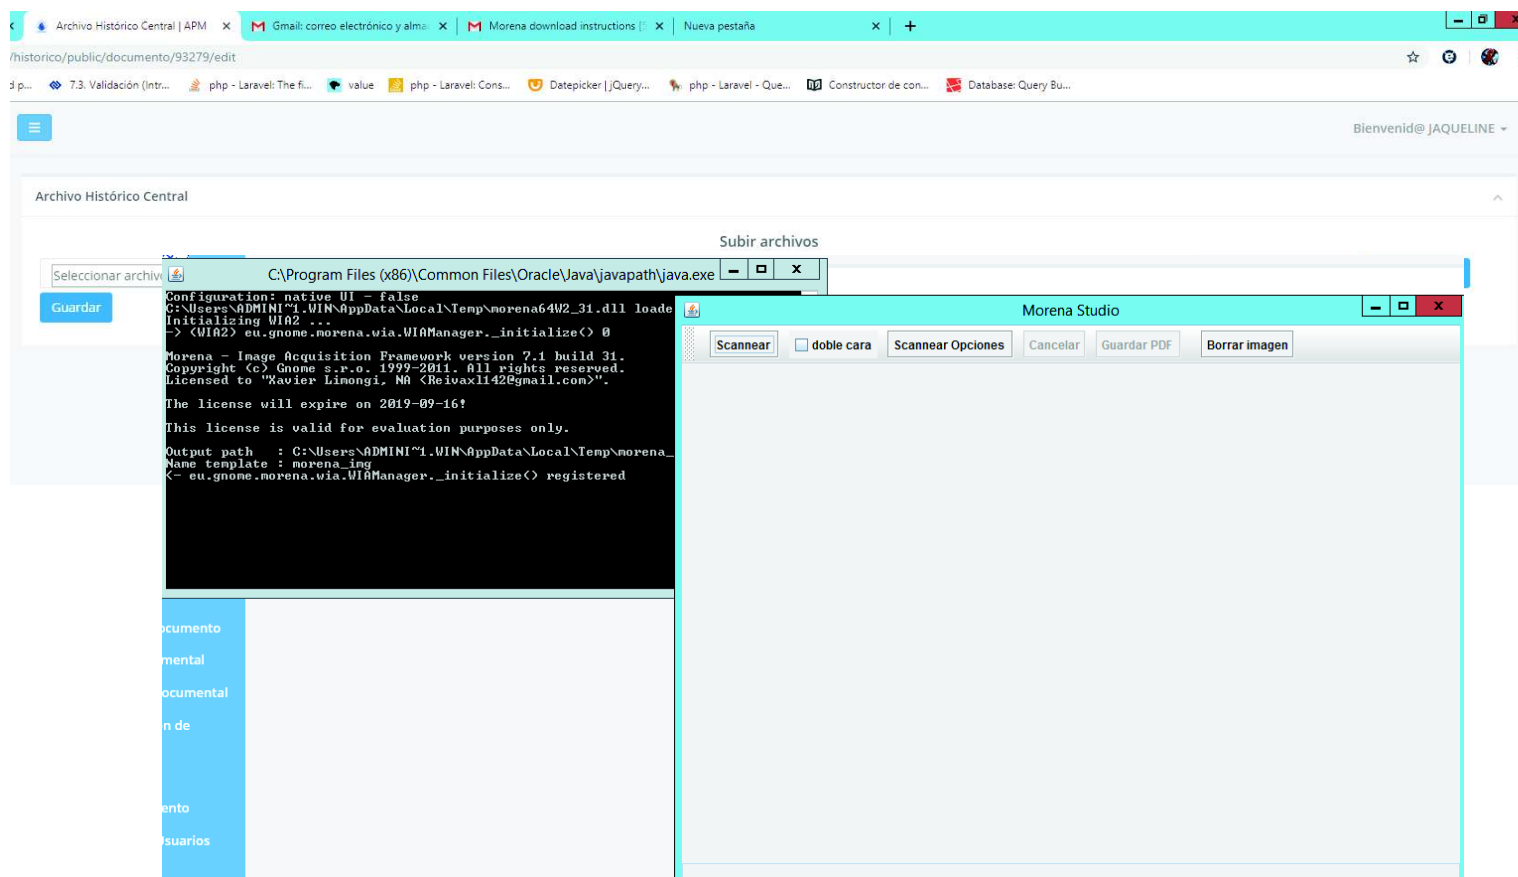 Archivo Histórico Central | APM
Gmail: correo electrónico y alma
Morena download instructions
Nueva pestaña
/historico/public/documento/93279/edit
7.3. Validación (Intr...
php - Laravel: The fi...
value
php - Laravel: Cons...
Datepicker | jQuery...
php - Laravel - Que...
Constructor de con...
Database: Query Bu...
Bienvenid@ JAQUELINE
Archivo Histórico Central
Subir archivos
Seleccionar archiv
Guardar
C:\Program Files (x86)\Common Files\Oracle\Java\javapath\java.exe
Configuration: native UI - false
C:\Users\ADMINI~1.WIN\AppData\Local\Temp\morena64W2_31.dll loade
Initializing WIA2 ...
-> (WIA2) eu.gnome.morena.wia.WIAManager._initialize() 0
Morena - Image Acquisition Framework version 7.1 build 31.
Copyright (c) Gnome s.r.o. 1999-2011. All rights reserved.
Licensed to "Xavier Limongi, NA <Reivaxl142@gmail.com>".
The license will expire on 2019-09-16!
This license is valid for evaluation purposes only.
Output path   : C:\Users\ADMINI~1.WIN\AppData\Local\Temp\morena_
Name template : morena_img
<- eu.gnome.morena.wia.WIAManager._initialize() registered
Morena Studio
Scannear
doble cara
Scannear Opciones
Cancelar
Guardar PDF
Borrar imagen
ocumento
mental
ocumental
n de
ento
Usuarios